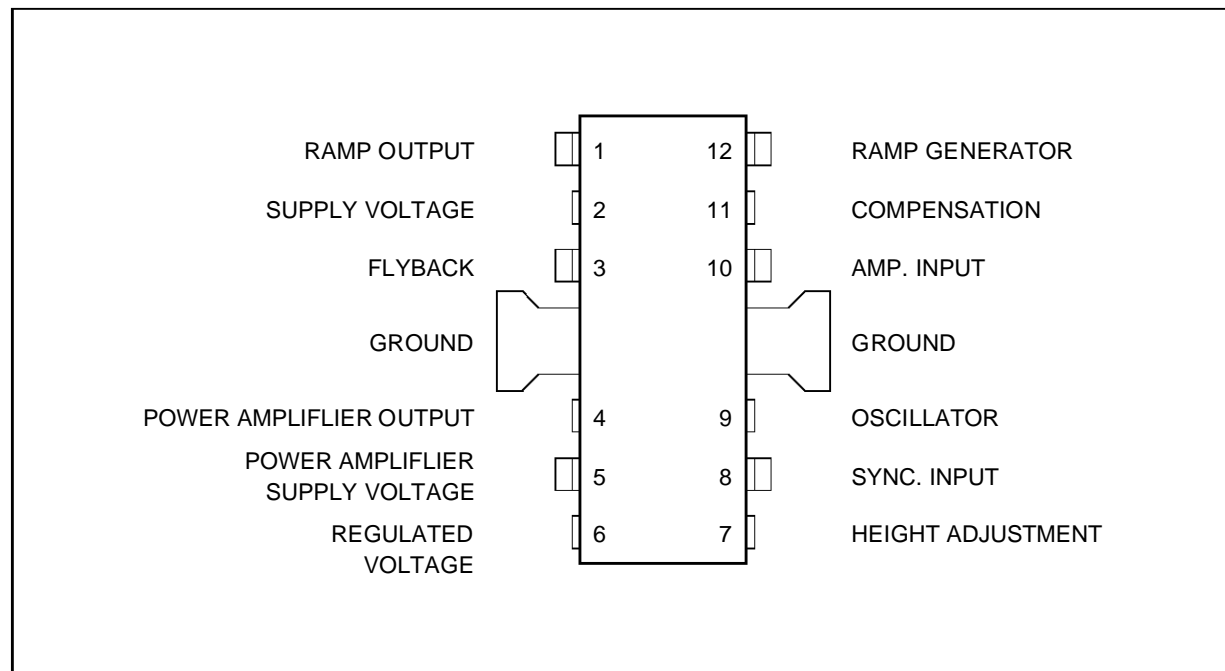 RAMP OUTPUT 1 12 RAMP GENERATOR
SUPPLY VOLTAGE 2 11 COMPENSATION
FLYBACK 3 10 AMP. INPUT
GROUND GROUND
POWER AMPLIFLIER OUTPUT 4 9 OSCILLATOR
POWER AMPLIFLIER
SUPPLY VOLTAGE 5 8 SYNC. INPUT
REGULATED
VOLTAGE 6 7 HEIGHT ADJUSTMENT